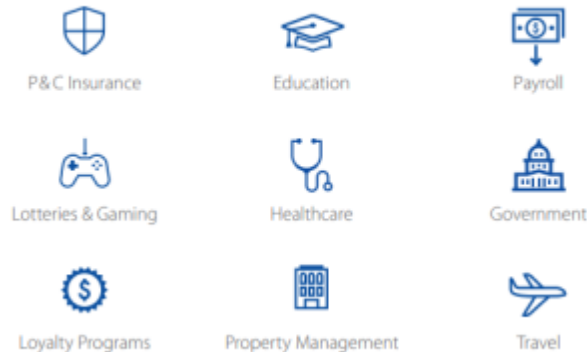 P&C Insurance
Education
Payroll
Lotteries & Gaming
Healthcare
Government
Loyalty Programs
Property Management
Travel